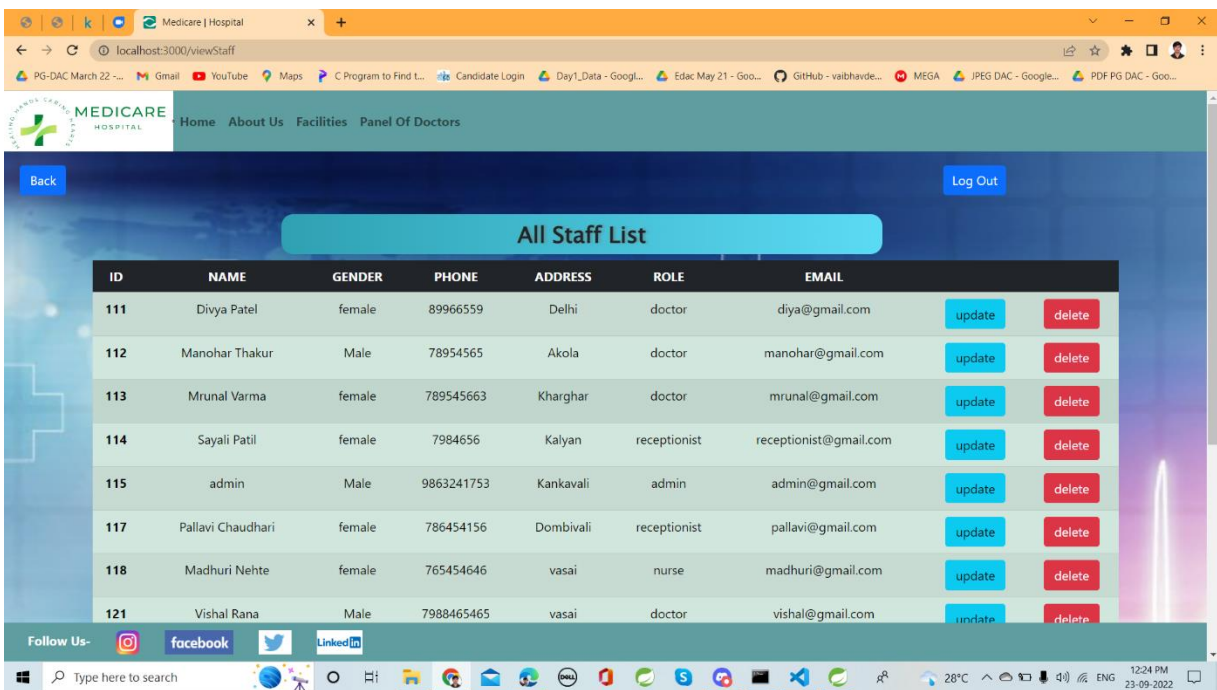 Medicare | Hospital
localhost:3000/viewStaff
PG-DAC March 22 -... Gmail YouTube Maps C Program to Find t... Candidate Login Day1_Data - Googl... Edac May 21 - Goo... GitHub - vaibhavde... MEGA JPEG DAC - Google... PDF PG DAC - Goo...
HEALING HANDS CARING HEARTS
MEDICARE
HOSPITAL
Home About Us Facilities Panel Of Doctors
Back Log Out
All Staff List
ID NAME GENDER PHONE ADDRESS ROLE EMAIL
111 Divya Patel female 89966559 Delhi doctor diya@gmail.com update delete
112 Manohar Thakur Male 78954565 Akola doctor manohar@gmail.com update delete
113 Mrunal Varma female 789545663 Kharghar doctor mrunal@gmail.com update delete
114 Sayali Patil female 7984656 Kalyan receptionist receptionist@gmail.com update delete
115 admin Male 9863241753 Kankavali admin admin@gmail.com update delete
117 Pallavi Chaudhari female 786454156 Dombivali receptionist pallavi@gmail.com update delete
118 Madhuri Nehte female 765454646 vasai nurse madhuri@gmail.com update delete
121 Vishal Rana Male 7988465465 vasai doctor vishal@gmail.com update delete
Follow Us- facebook Linked in
Type here to search DELL 28°C ENG 12:24 PM
23-09-2022